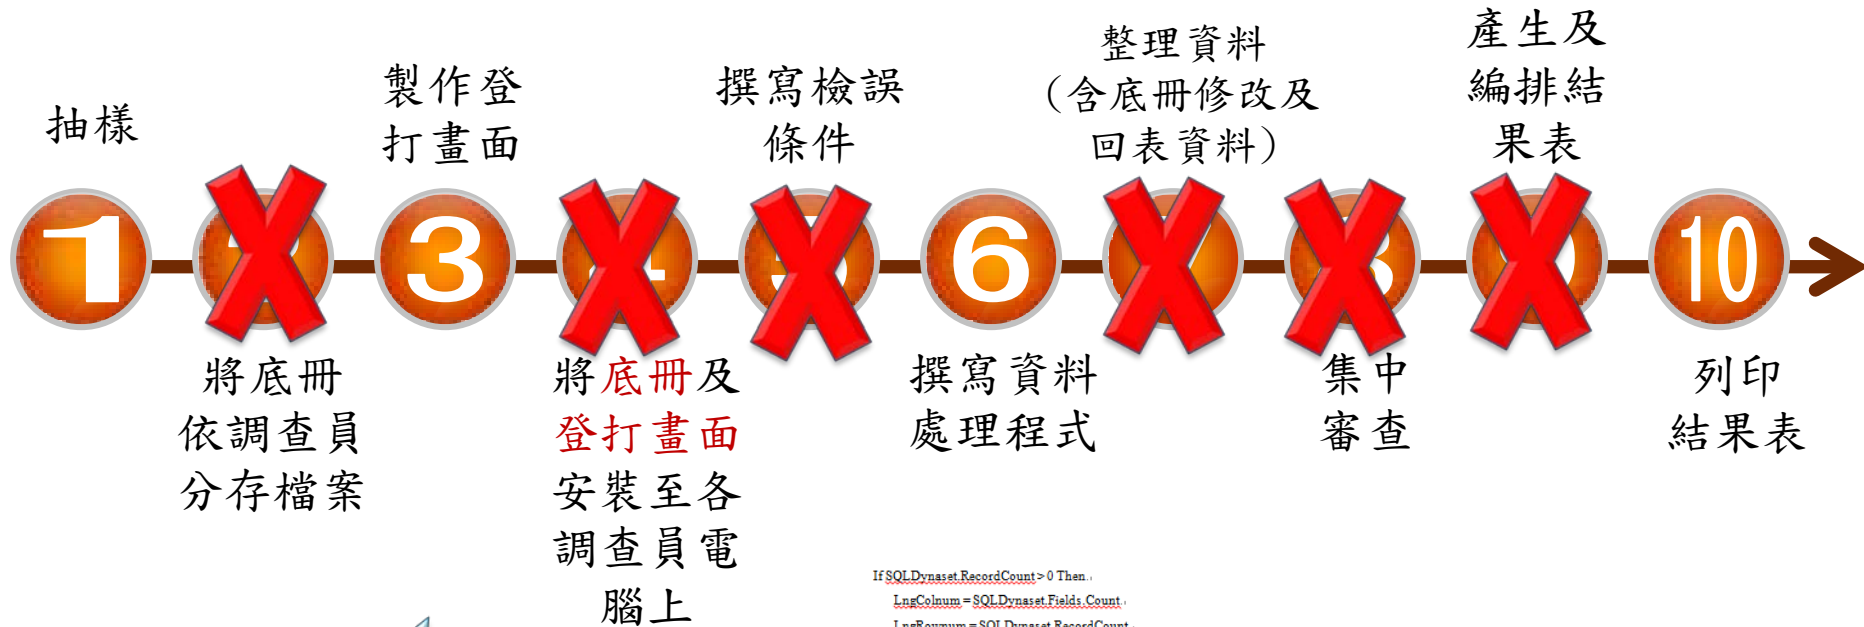 抽樣
製作登
打畫面
撰寫檢誤
條件
整理資料
（含底冊修改及
回表資料）
產生及
編排結
果表
1
3
6
10
將底冊
依調查員
分存檔案
將底冊及
登打畫面
安裝至各
調查員電
腦上
撰寫資料
處理程式
集中
審查
列印
結果表
If SQLDynaset.RecordCount > 0 Then
LngColnum = SQLDynaset.Fields.Count
LngRownum = SQLDynaset.RecordCount